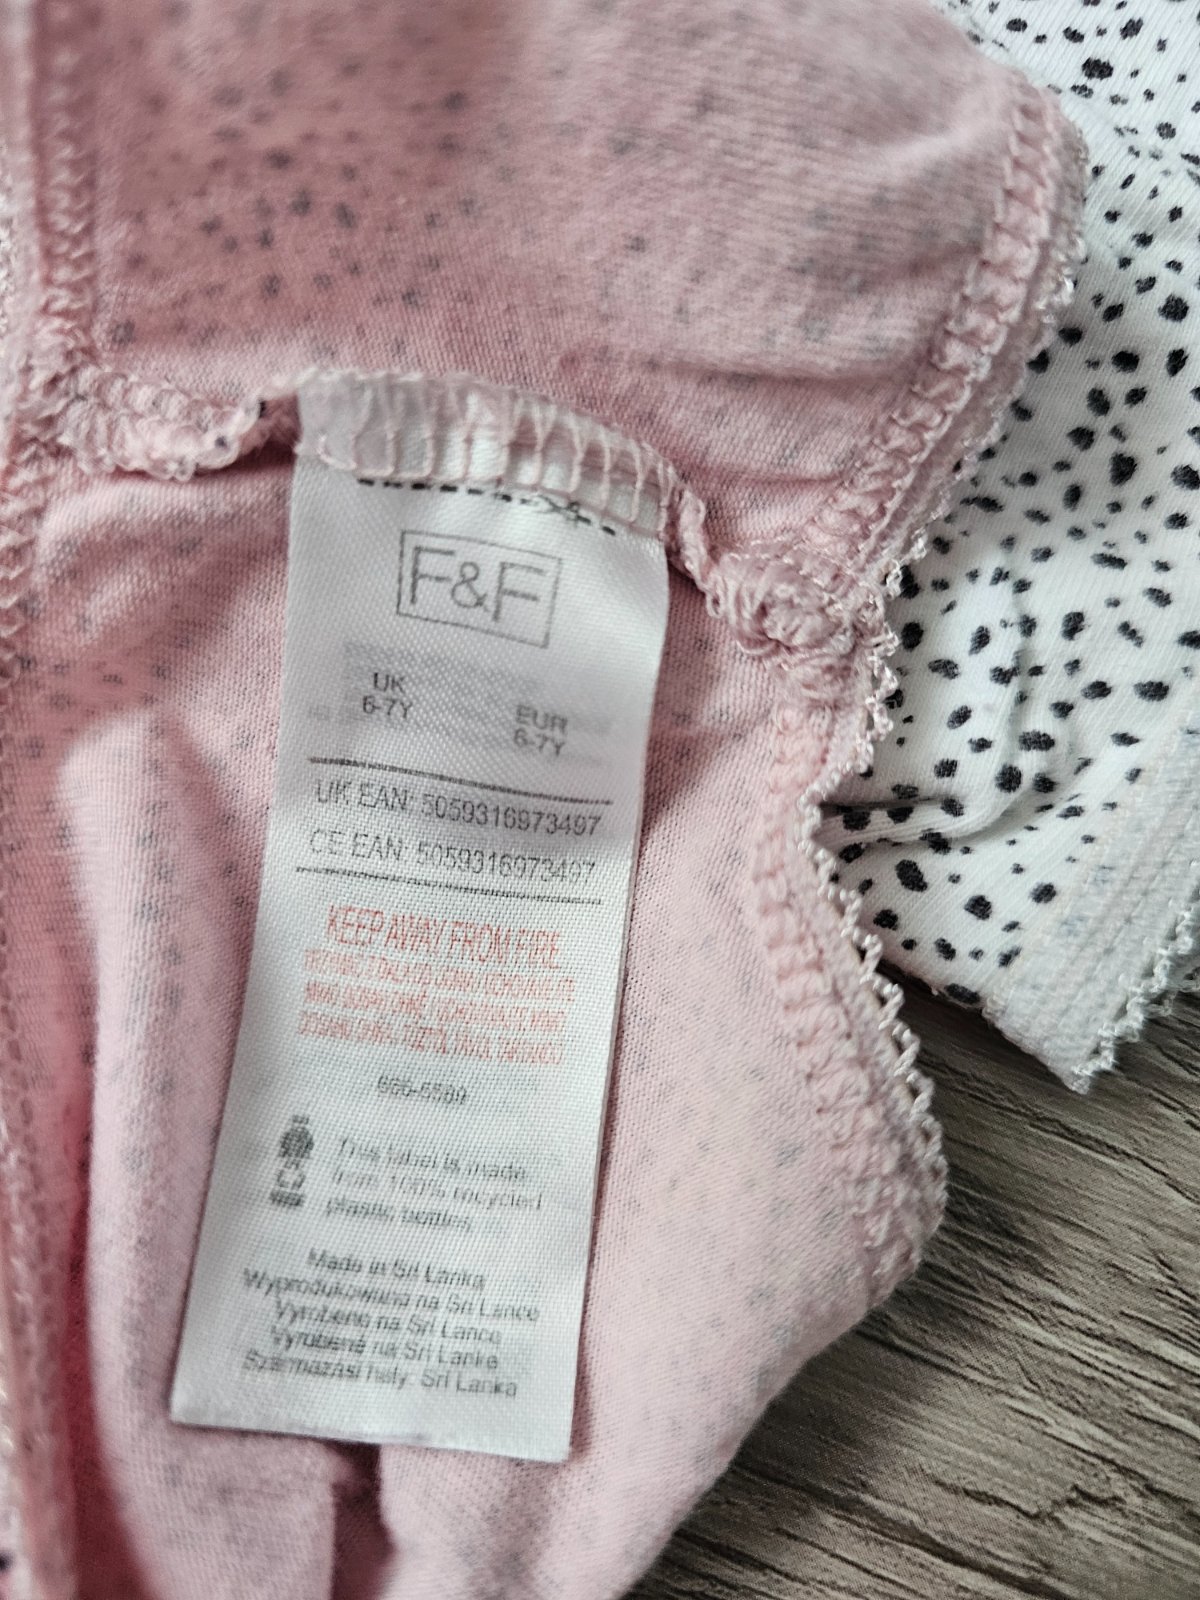 F&F
UK
6-7Y
EUR
6-7Y
UK EAN: 5059316973497
CE EAN: 5059316973497
KEEP AWAY FROM FIRE
This label is made
from 100% recycled
plastic bottles
Made in Sri Lanka
Wyprodukowano na Sri Lance
Vyrobeno na Srí Lance
Vyrobené na Srí Lanke
Származási hely: Srí Lanka